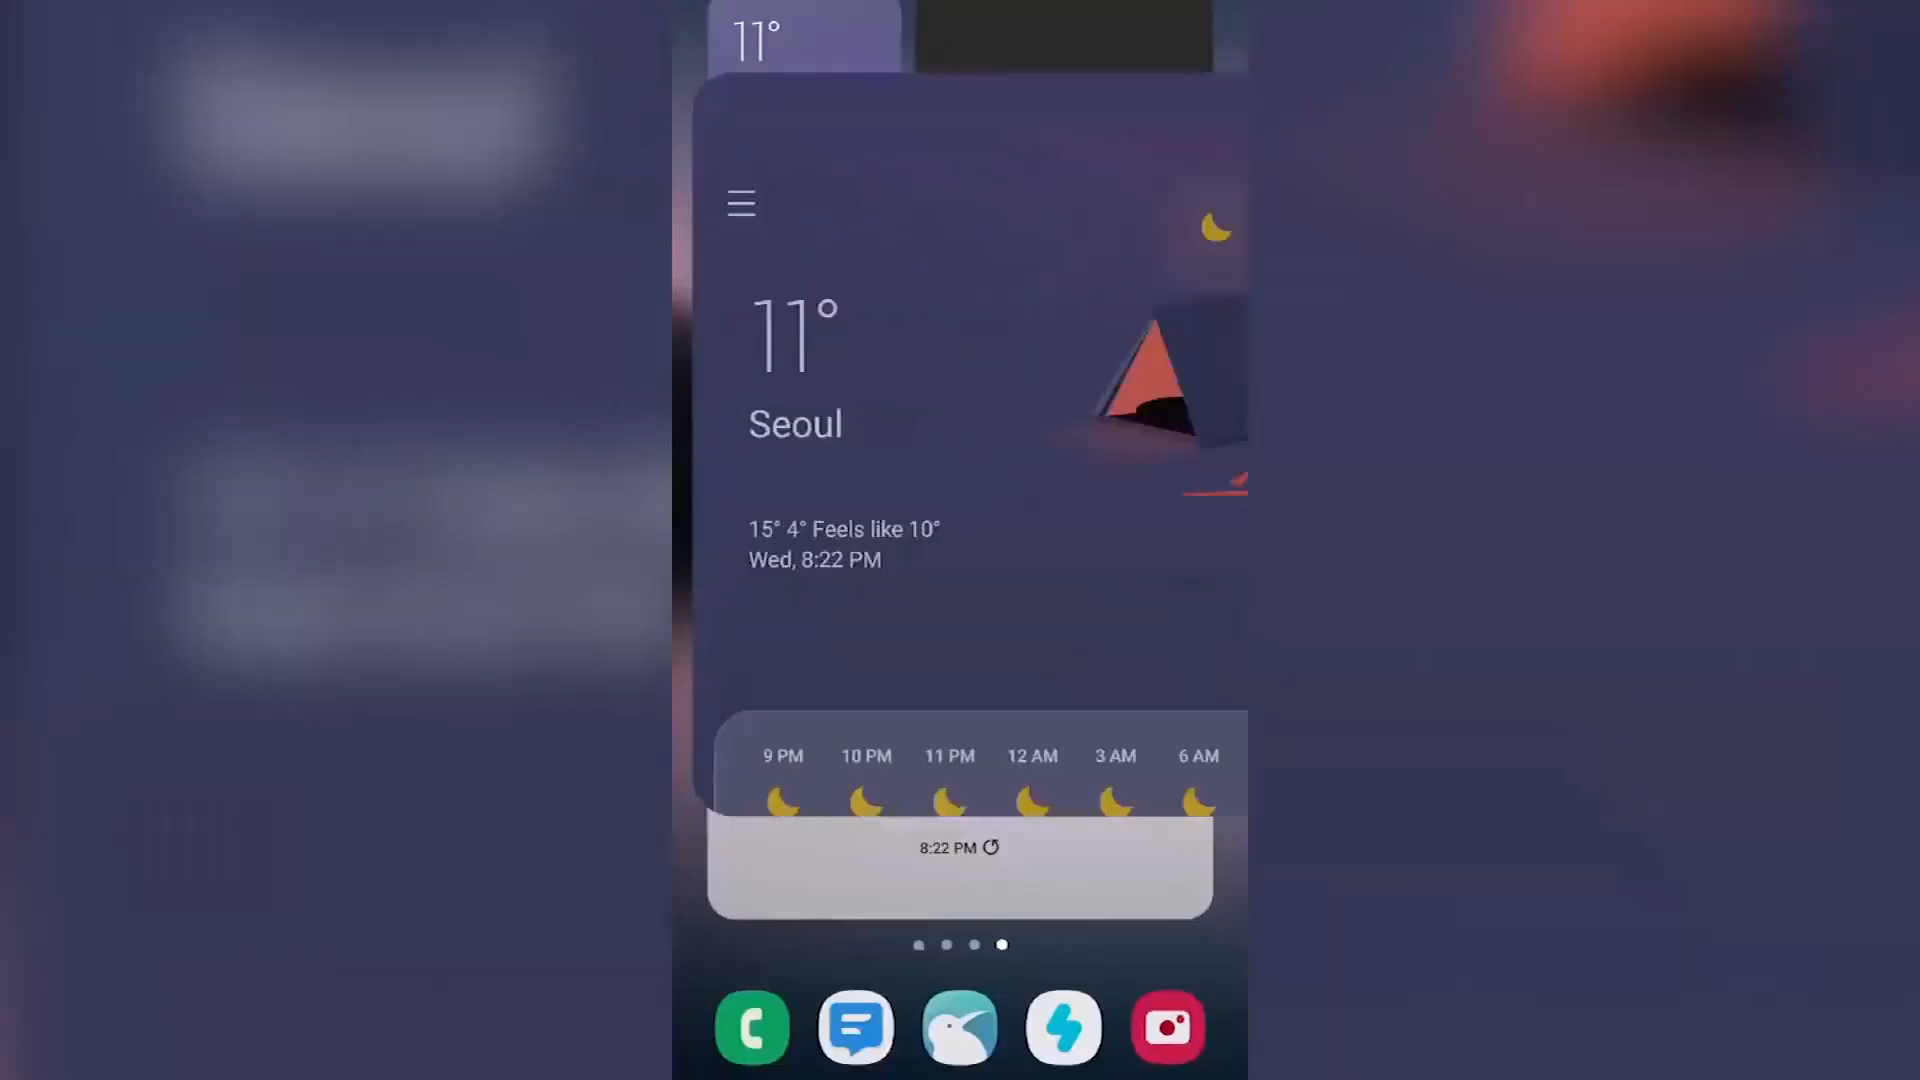 11°
11°
Seoul
15° 4° Feels like 10°
Wed, 8:22 PM
9 PM 10 PM 11 PM 12 AM 3 AM 6 AM
8:22 PM